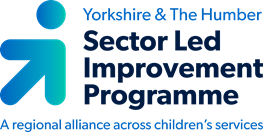 Yorkshire & The Humber
Sector Led
Improvement
Programme
A regional alliance across children's services